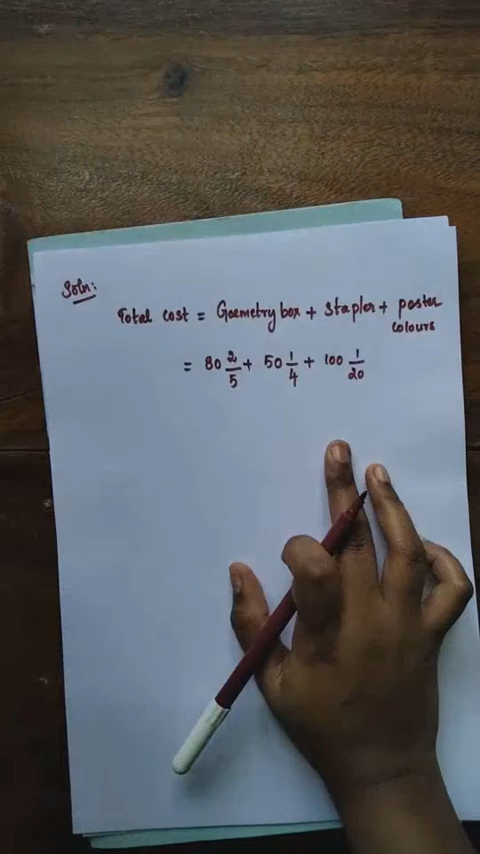 Soln:
Total cost = Geometry box + Stapler + poster
colours
= 80 2/5 + 50 1/4 + 100 1/20